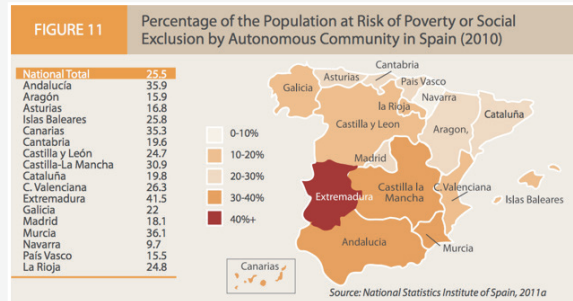 FIGURE 11
Percentage of the Population at Risk of Poverty or Social
Exclusion by Autonomous Community in Spain (2010)
National Total 25.5
Andalucía 35.9
Aragón 15.9
Asturias 16.8
Islas Baleares 25.8
Canarias 35.3
Cantabria 19.6
Castilla y León 24.7
Castilla-La Mancha 30.9
Cataluña 19.8
C. Valenciana 26.3
Extremadura 41.5
Galicia 22
Madrid 18.1
Murcia 36.1
Navarra 9.7
País Vasco 15.5
La Rioja 24.8
0-10%
10-20%
20-30%
30-40%
40%+
Cantabria
Asturias
País Vasco
Galicia
Navarra
la Rioja
Cataluña
Castilla y Leon
Aragon,
Madrid
Extremadura
Castilla la
Mancha
C. Valenciana
Islas Baleares
Andalucia
Murcia
Canarias
Source: National Statistics Institute of Spain, 2011a